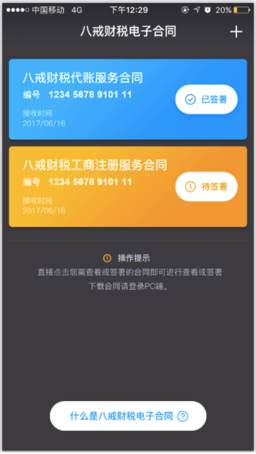 中国移动 4G 下午12:29 20%
八戒财税电子合同
八戒财税代账服务合同
编号 1234 5678 9101 11
已签署
接收时间
2017/06/16
八戒财税工商注册服务合同
编号 1234 5678 9101 11
待签署
接收时间
2017/06/18
操作提示
直接点击您需查看或签署的合同即可进行查看或签署
下载合同请登录PC端。
什么是八戒财税电子合同